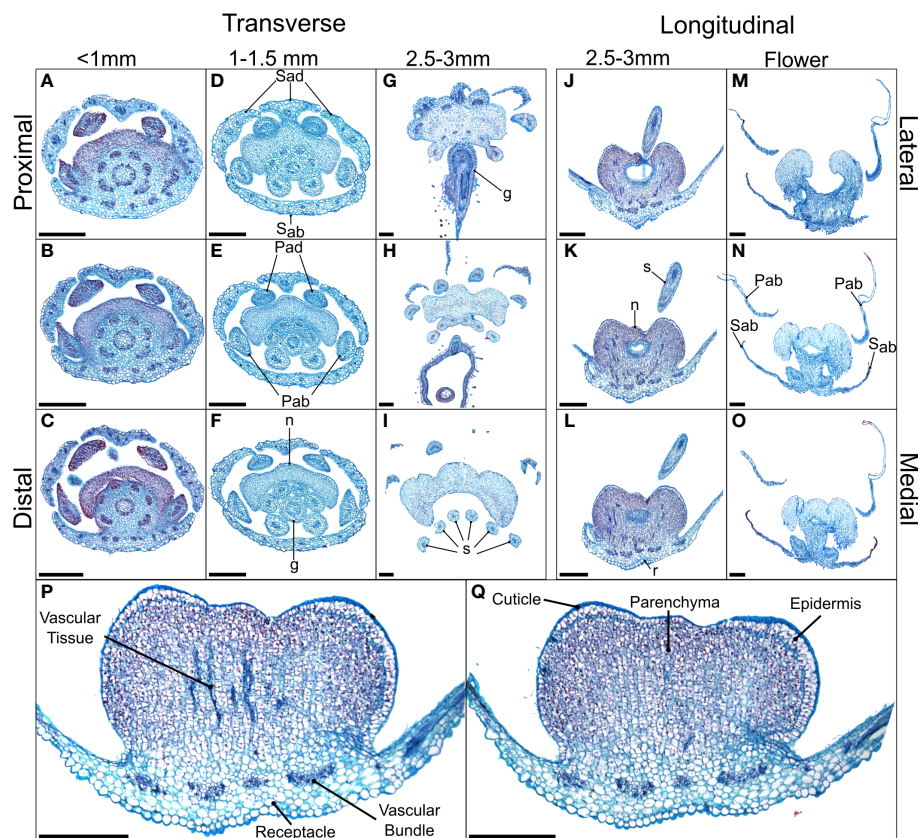 Transverse
Longitudinal
<1mm
1-1.5 mm
2.5-3mm
2.5-3mm
Flower
Proximal
Distal
Lateral
Medial
A
D
Sad
Sab
G
g
J
M
B
E
Pad
Pab
H
K
s
n
N
Pab
Pab
Sab
Sab
C
F
n
g
I
s
L
r
O
P
Vascular
Tissue
Receptacle
Vascular
Bundle
Q
Cuticle
Parenchyma
Epidermis